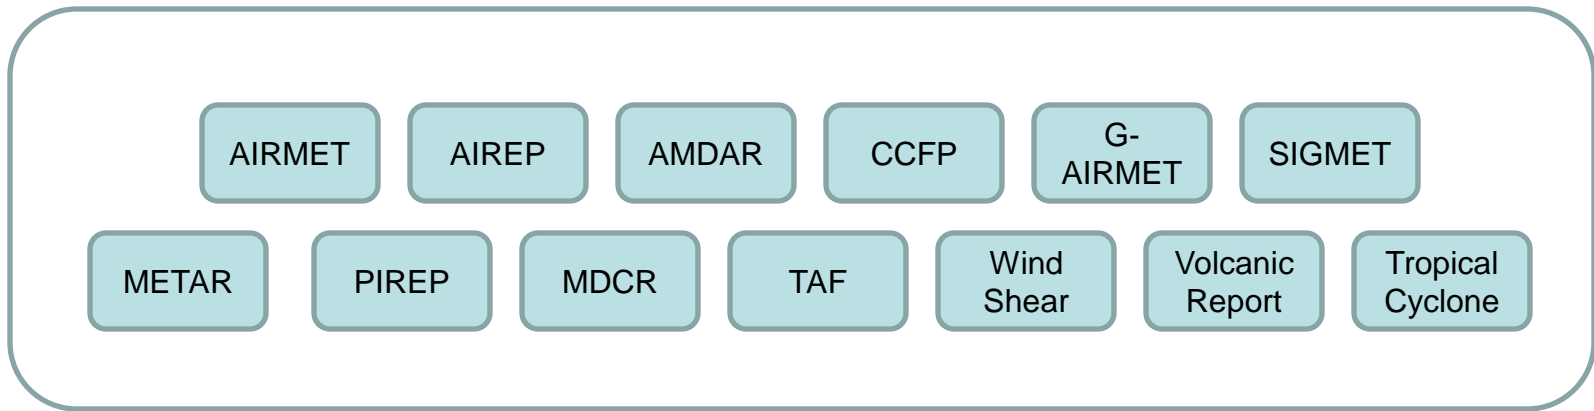 AIRMET
AIREP
AMDAR
CCFP
G-
AIRMET
SIGMET
METAR
PIREP
MDCR
TAF
Wind
Shear
Volcanic
Report
Tropical
Cyclone